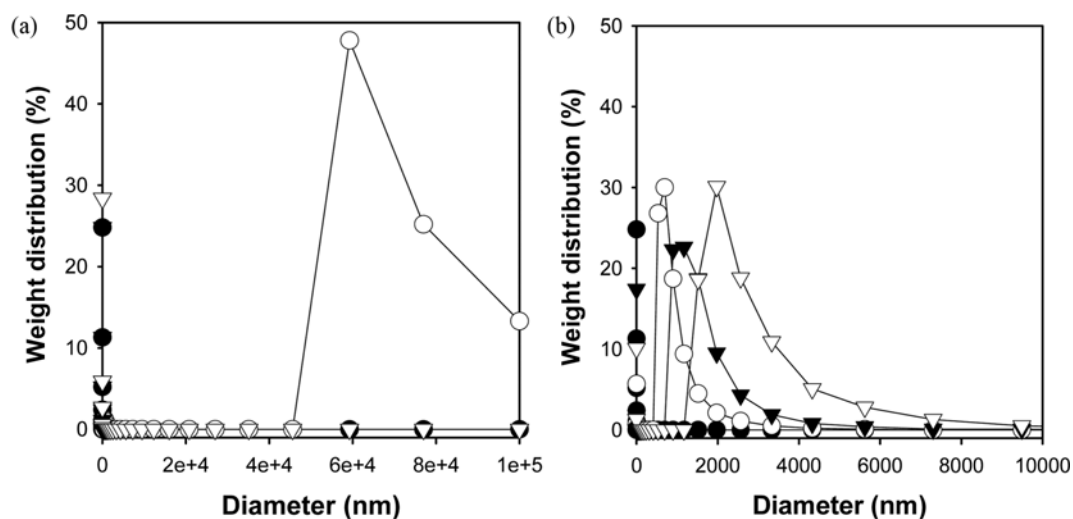 (a)
50
40
30
20
10
0
Weight distribution (%)
0
2e+4
4e+4
6e+4
8e+4
1e+5
Diameter (nm)
(b)
50
40
30
20
10
0
Weight distribution (%)
0
2000
4000
6000
8000
10000
Diameter (nm)